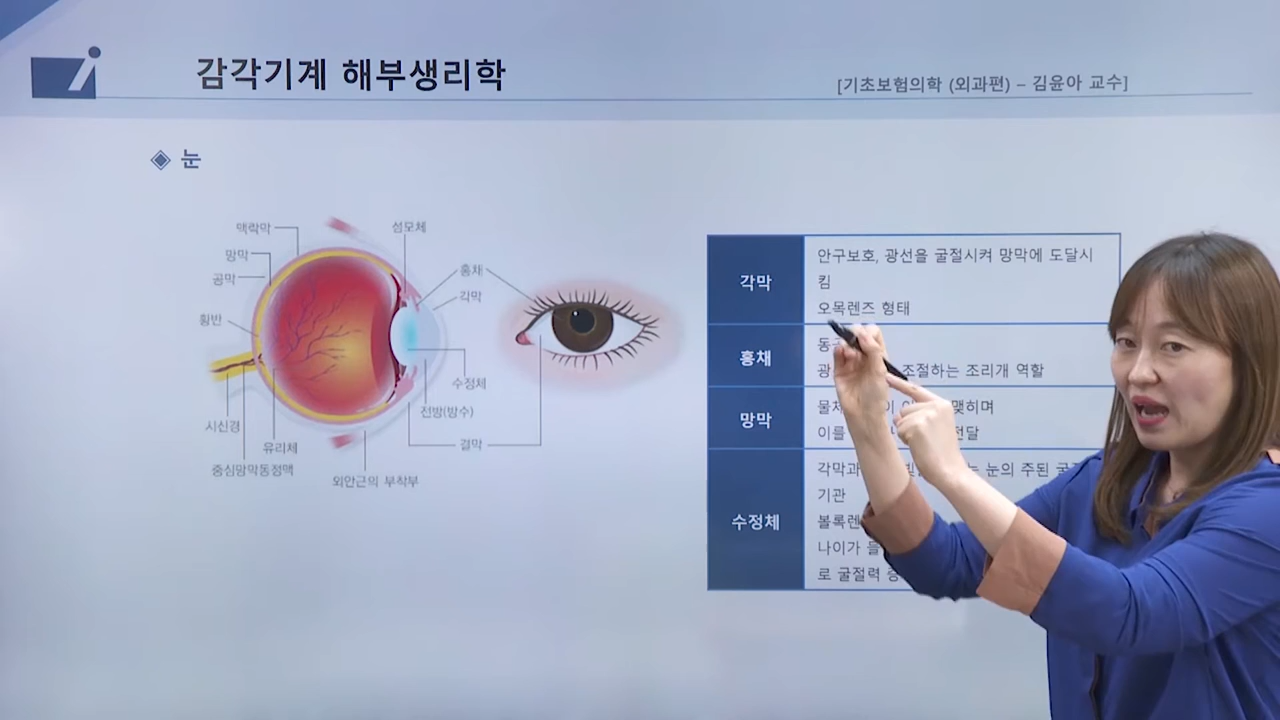 감각기계 해부생리학
[기초보험의학 (외과편) – 김윤아 교수]
◈ 눈
맥락막
섬모체
망막
홍채
공막
각막
황반
수정체
전방(방수)
시신경
유리체
결막
중심망막동정맥
외안근의 부착부
각막
안구보호, 광선을 굴절시켜 망막에 도달시
킴
오목렌즈 형태
홍채
조절하는 조리개 역할
망막
맺히며
이를 전달
수정체
눈의 주된
기관
나이가
로 굴절력